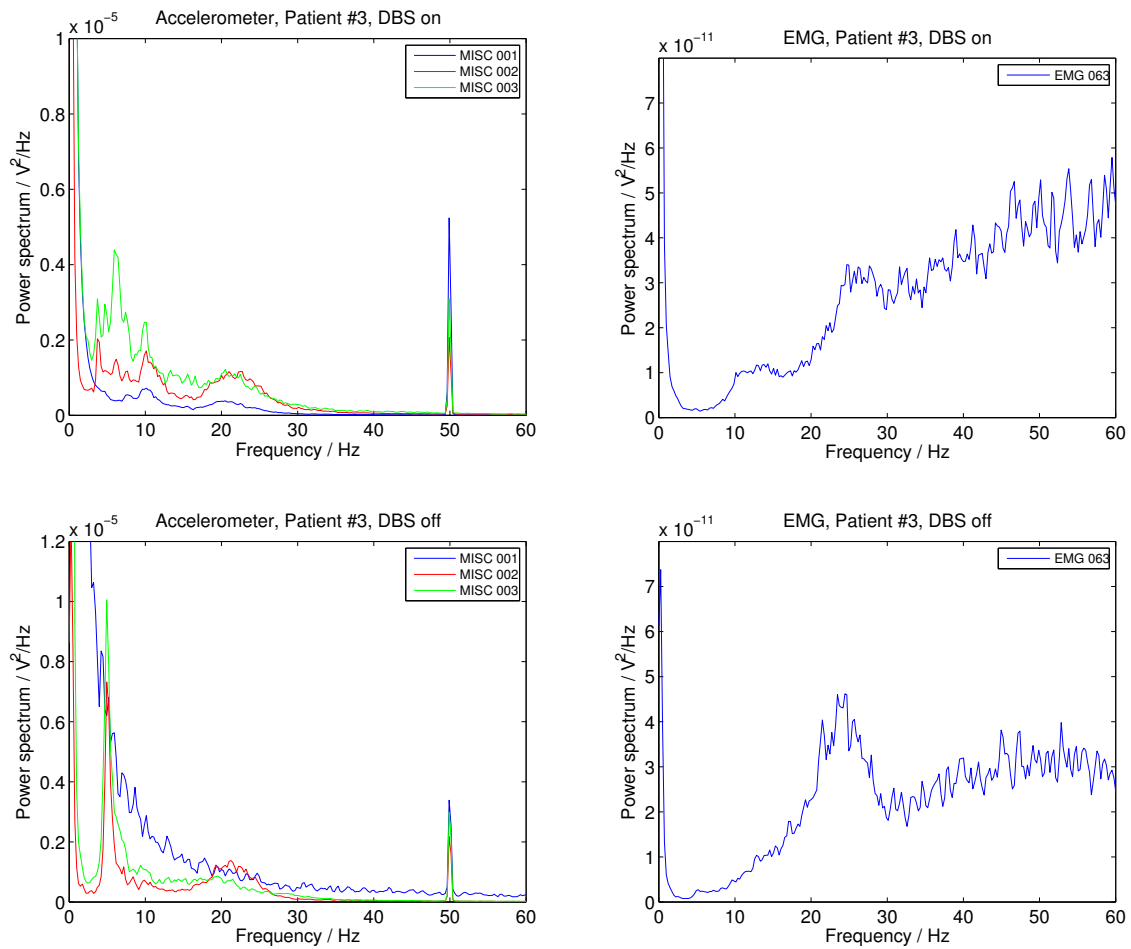 Accelerometer, Patient #3, DBS on
x 10⁻⁵
MISC 001
MISC 002
MISC 003
Power spectrum / V²/Hz
1
0.8
0.6
0.4
0.2
0
0 10 20 30 40 50 60
Frequency / Hz
EMG, Patient #3, DBS on
x 10⁻¹¹
EMG 063
Power spectrum / V²/Hz
7
6
5
4
3
2
1
0
0 10 20 30 40 50 60
Frequency / Hz
Accelerometer, Patient #3, DBS off
x 10⁻⁵
MISC 001
MISC 002
MISC 003
Power spectrum / V²/Hz
1.2
1
0.8
0.6
0.4
0.2
0
0 10 20 30 40 50 60
Frequency / Hz
EMG, Patient #3, DBS off
x 10⁻¹¹
EMG 063
Power spectrum / V²/Hz
7
6
5
4
3
2
1
0
0 10 20 30 40 50 60
Frequency / Hz